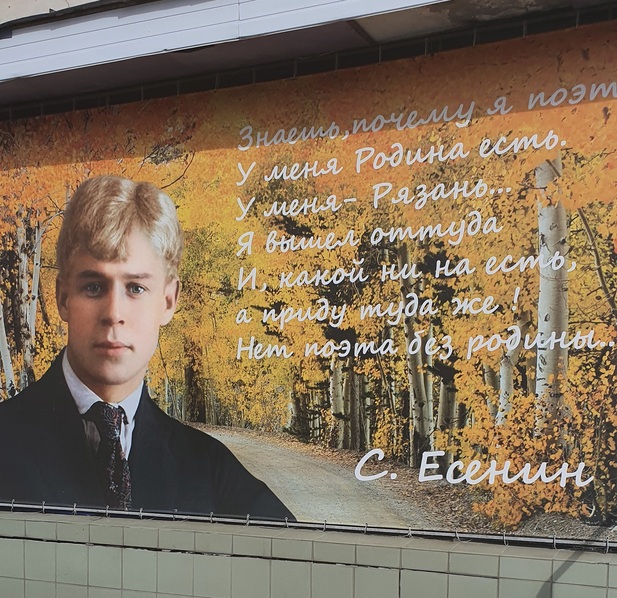 Знаешь, почему я поэт
У меня Родина есть.
У меня- Рязань...
Я вышел оттуда
И, какой ни на есть,
а приду туда же !
Нет поэта без родины...
С. Есенин